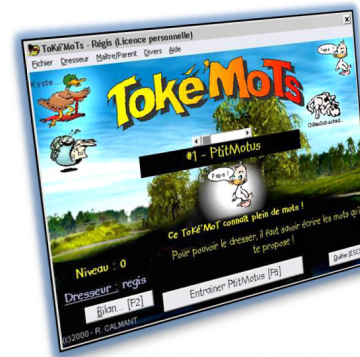 ToKé'MoTs - Régis (Licence personnelle)
Fichier Dresseur Maître/Parent Divers Aide
Kyste
Papa !
Toké'MoTs
#1 - PtitMotus
Papa !
Ce ToKé'MoT connaît plein de mots !
Pour pouvoir le dresser, il faut savoir écrire les mots qu'il
te propose !
Niveau : 0
Dresseur : regis
Bilan... [F2]
Entraîner PtitMotus [F5]
Quitter [ESC]
(c)2000 - R. CALMANT